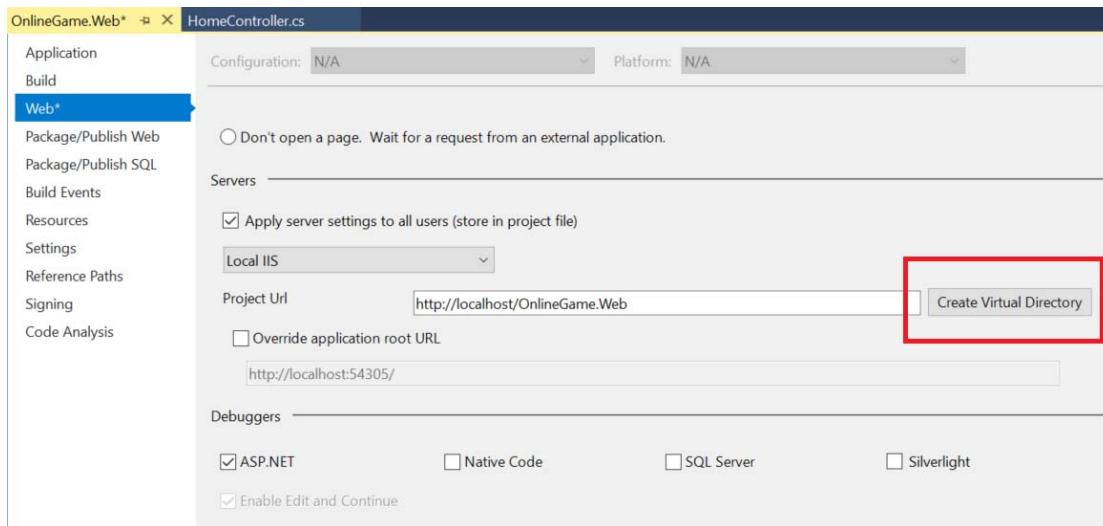 OnlineGame.Web* HomeController.cs
Application
Build
Web*
Package/Publish Web
Package/Publish SQL
Build Events
Resources
Settings
Reference Paths
Signing
Code Analysis
Configuration: N/A Platform: N/A
Don't open a page. Wait for a request from an external application.
Servers
Apply server settings to all users (store in project file)
Local IIS
Project Url http://localhost/OnlineGame.Web Create Virtual Directory
Override application root URL
http://localhost:54305/
Debuggers
ASP.NET Native Code SQL Server Silverlight
Enable Edit and Continue